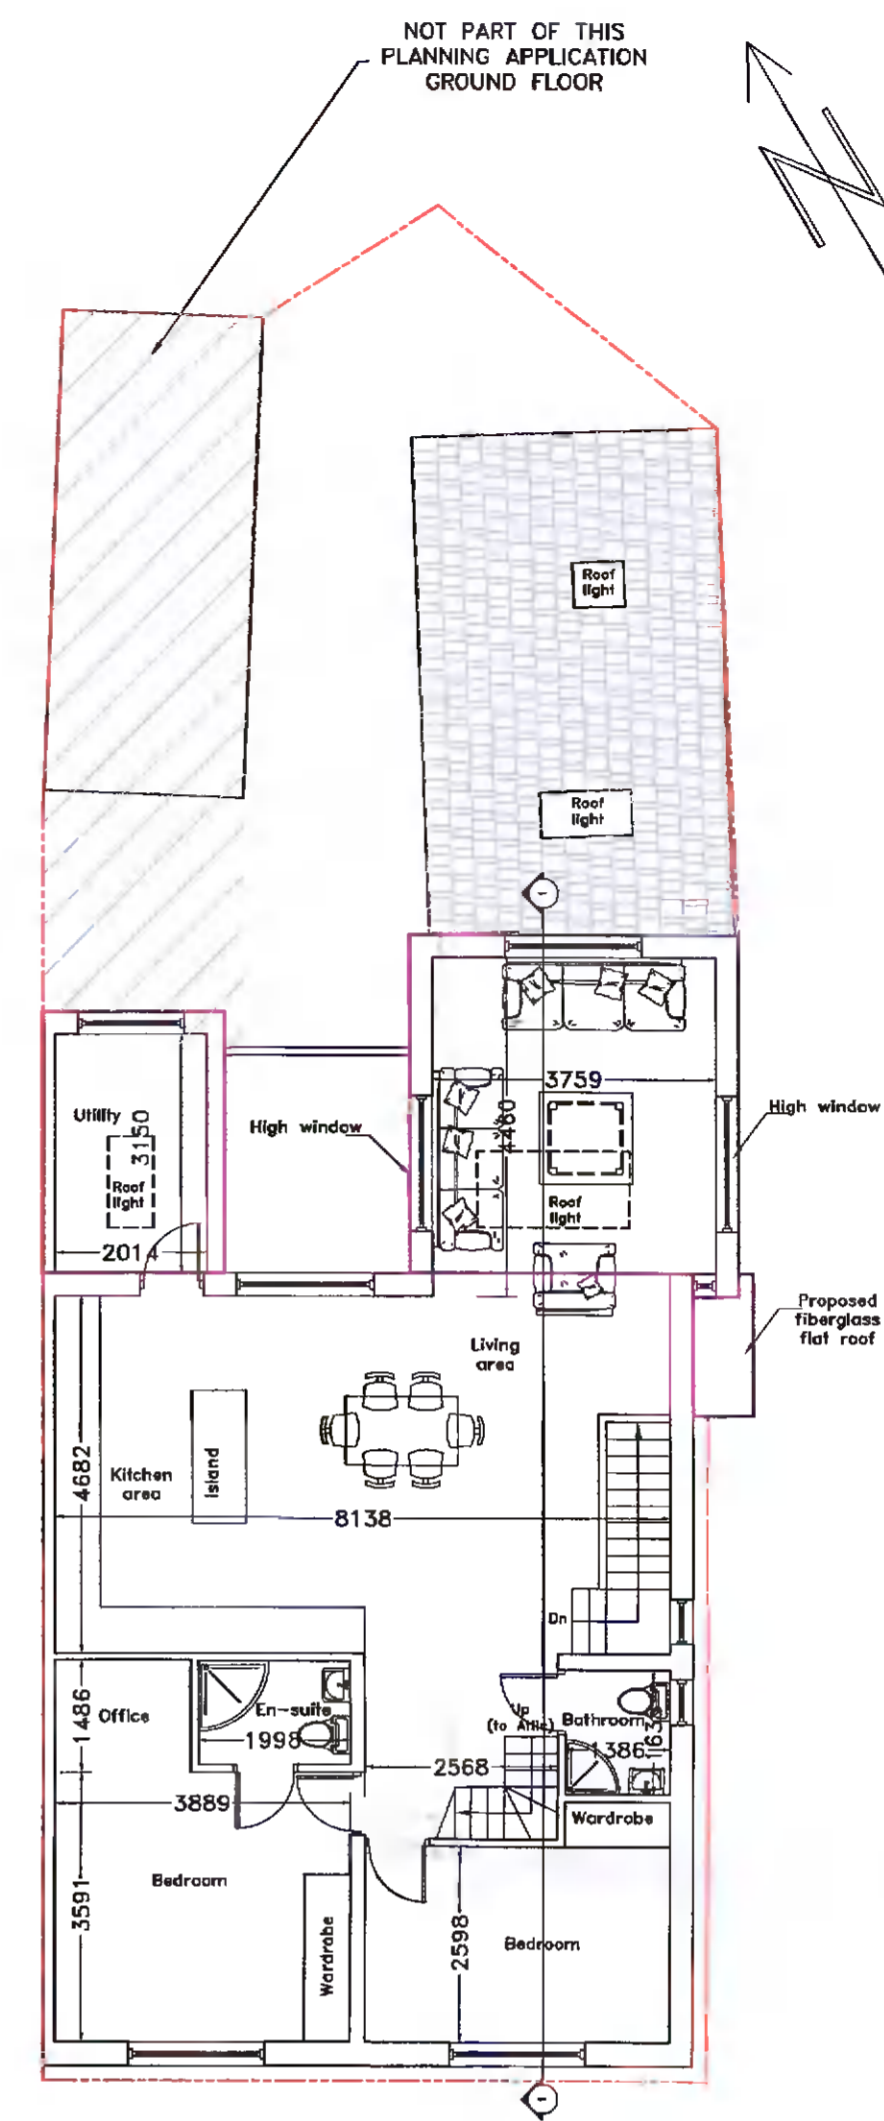 NOT PART OF THIS
PLANNING APPLICATION
GROUND FLOOR
N
Roof
light
Roof
light
1
3759
4460
Utility
3150
Roof
light
2014
High window
High window
Roof
light
Proposed
fiberglass
flat roof
Living
area
4682
Kitchen
area
Island
8138
Dn
Office
1486
En-suite
1998
Up
(to Attic)
Bathroom
1386
2568
3889
Wardrobe
3591
Bedroom
Wardrobe
2598
Bedroom
1